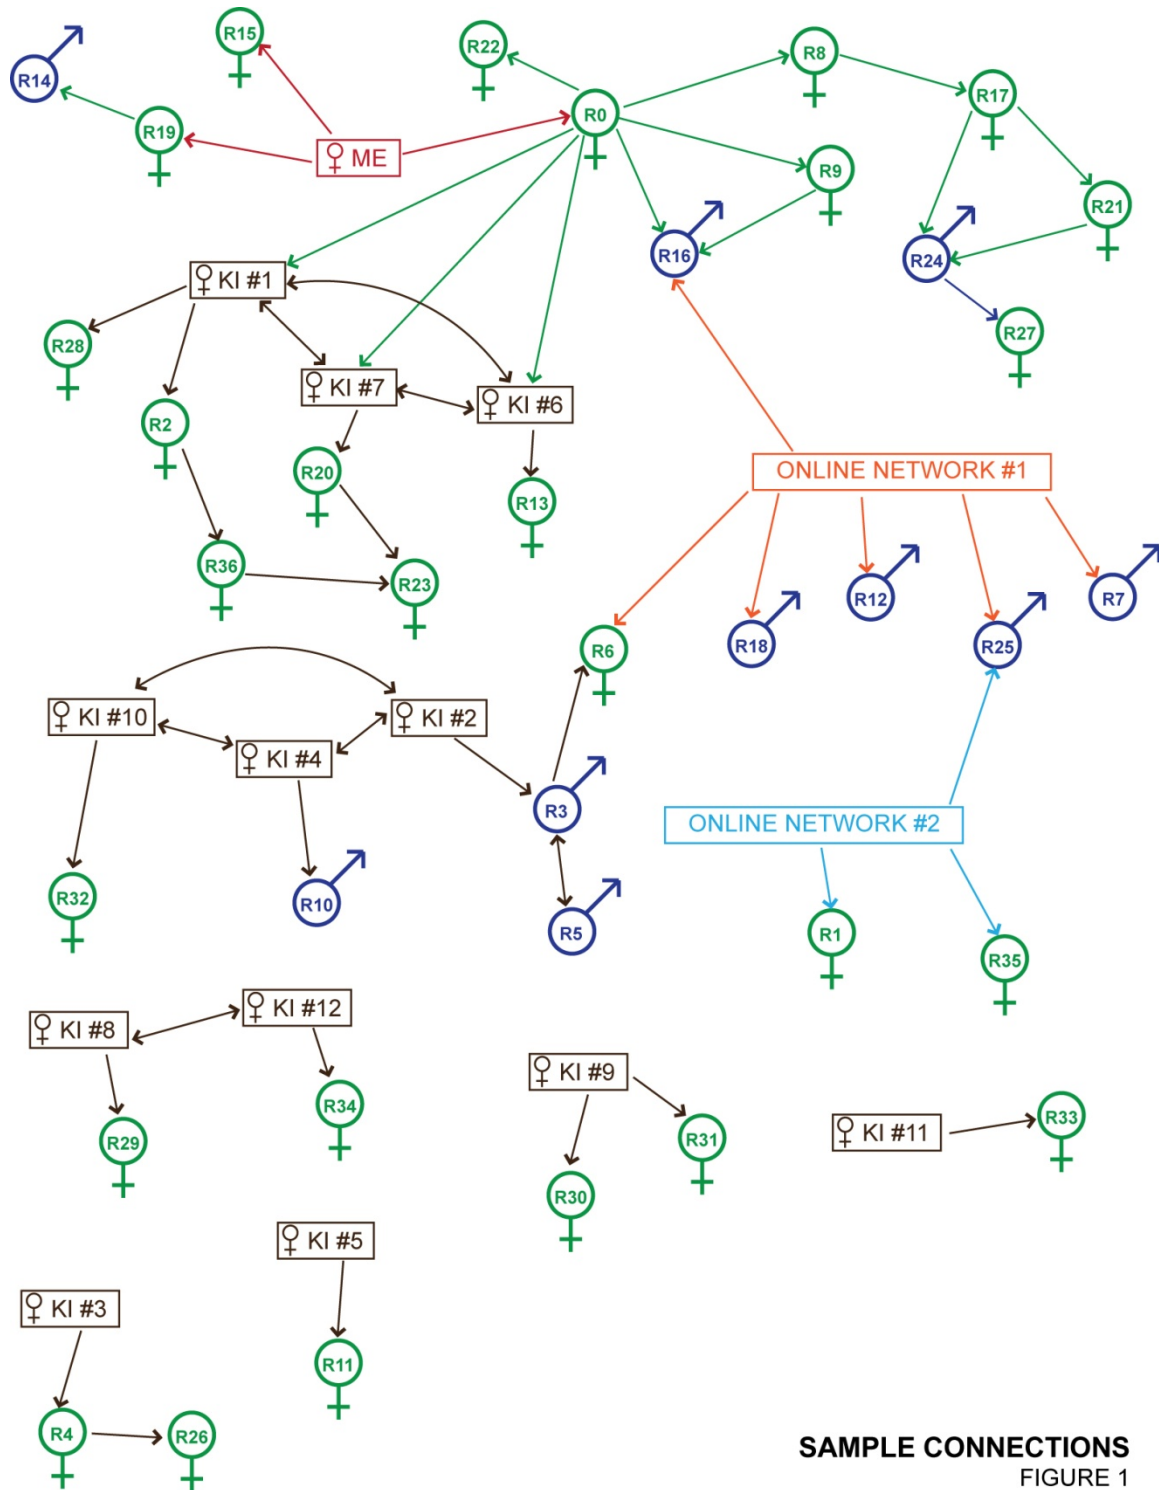 R15
R22
R8
R14
R17
R0
R19
♀ ME
R9
R21
R16
R24
♀ KI #1
R28
R27
♀ KI #7
♀ KI #6
R2
R20
ONLINE NETWORK #1
R13
R36
R23
R12
R7
R18
R25
R6
♀ KI #10
♀ KI #2
♀ KI #4
R3
ONLINE NETWORK #2
R32
R10
R5
R1
R35
♀ KI #12
♀ KI #8
♀ KI #9
R34
R33
♀ KI #11
R31
R29
R30
♀ KI #5
♀ KI #3
R11
R4
R26
SAMPLE CONNECTIONS
FIGURE 1